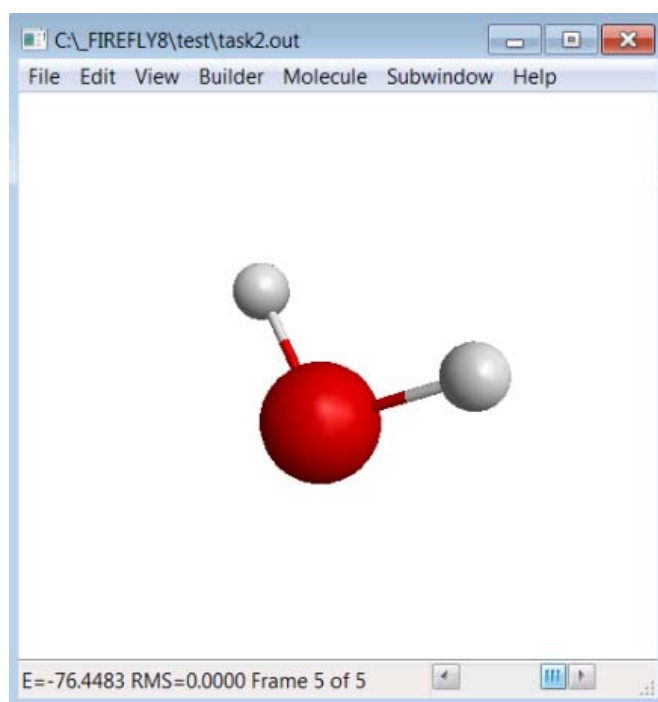 C:\_FIREFLY8\test\task2.out
File Edit View Builder Molecule Subwindow Help
E=-76.4483 RMS=0.0000 Frame 5 of 5